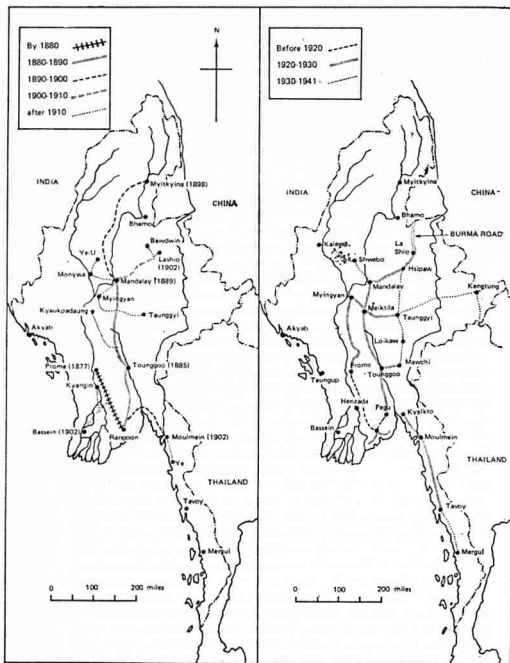 By 1880
1880-1890
1890-1900
1900-1910
after 1910
N
INDIA
CHINA
Myitkyina (1898)
Bhamo
Bawdwin
Lashio
(1902)
Ye-U
Monywa
Mandalay
(1889)
Myingyan
Kyaukpadaung
Taunggyi
Akyab
Prome (1877)
Kyangin
Tounggoo
(1885)
Bassein (1902)
Rangoon
Moulmein (1902)
Ye
THAILAND
Tavoy
Mergui
0 100 200 miles
Before 1920
1920-1930
1930-1941
INDIA
CHINA
Myitkyina
Bhamo
BURMA ROAD
Kalewa
Shwebo
La
Shio
Hsipaw
Mandalay
Myingyan
Meiktila
Kengtung
Taunggyi
Akyab
Loikaw
Prome
Mawchi
Taungup
Tounggoo
Henzada
Pegu
Kyaikto
Bassein
Moulmein
THAILAND
Tavoy
Mergui
0 100 200 miles